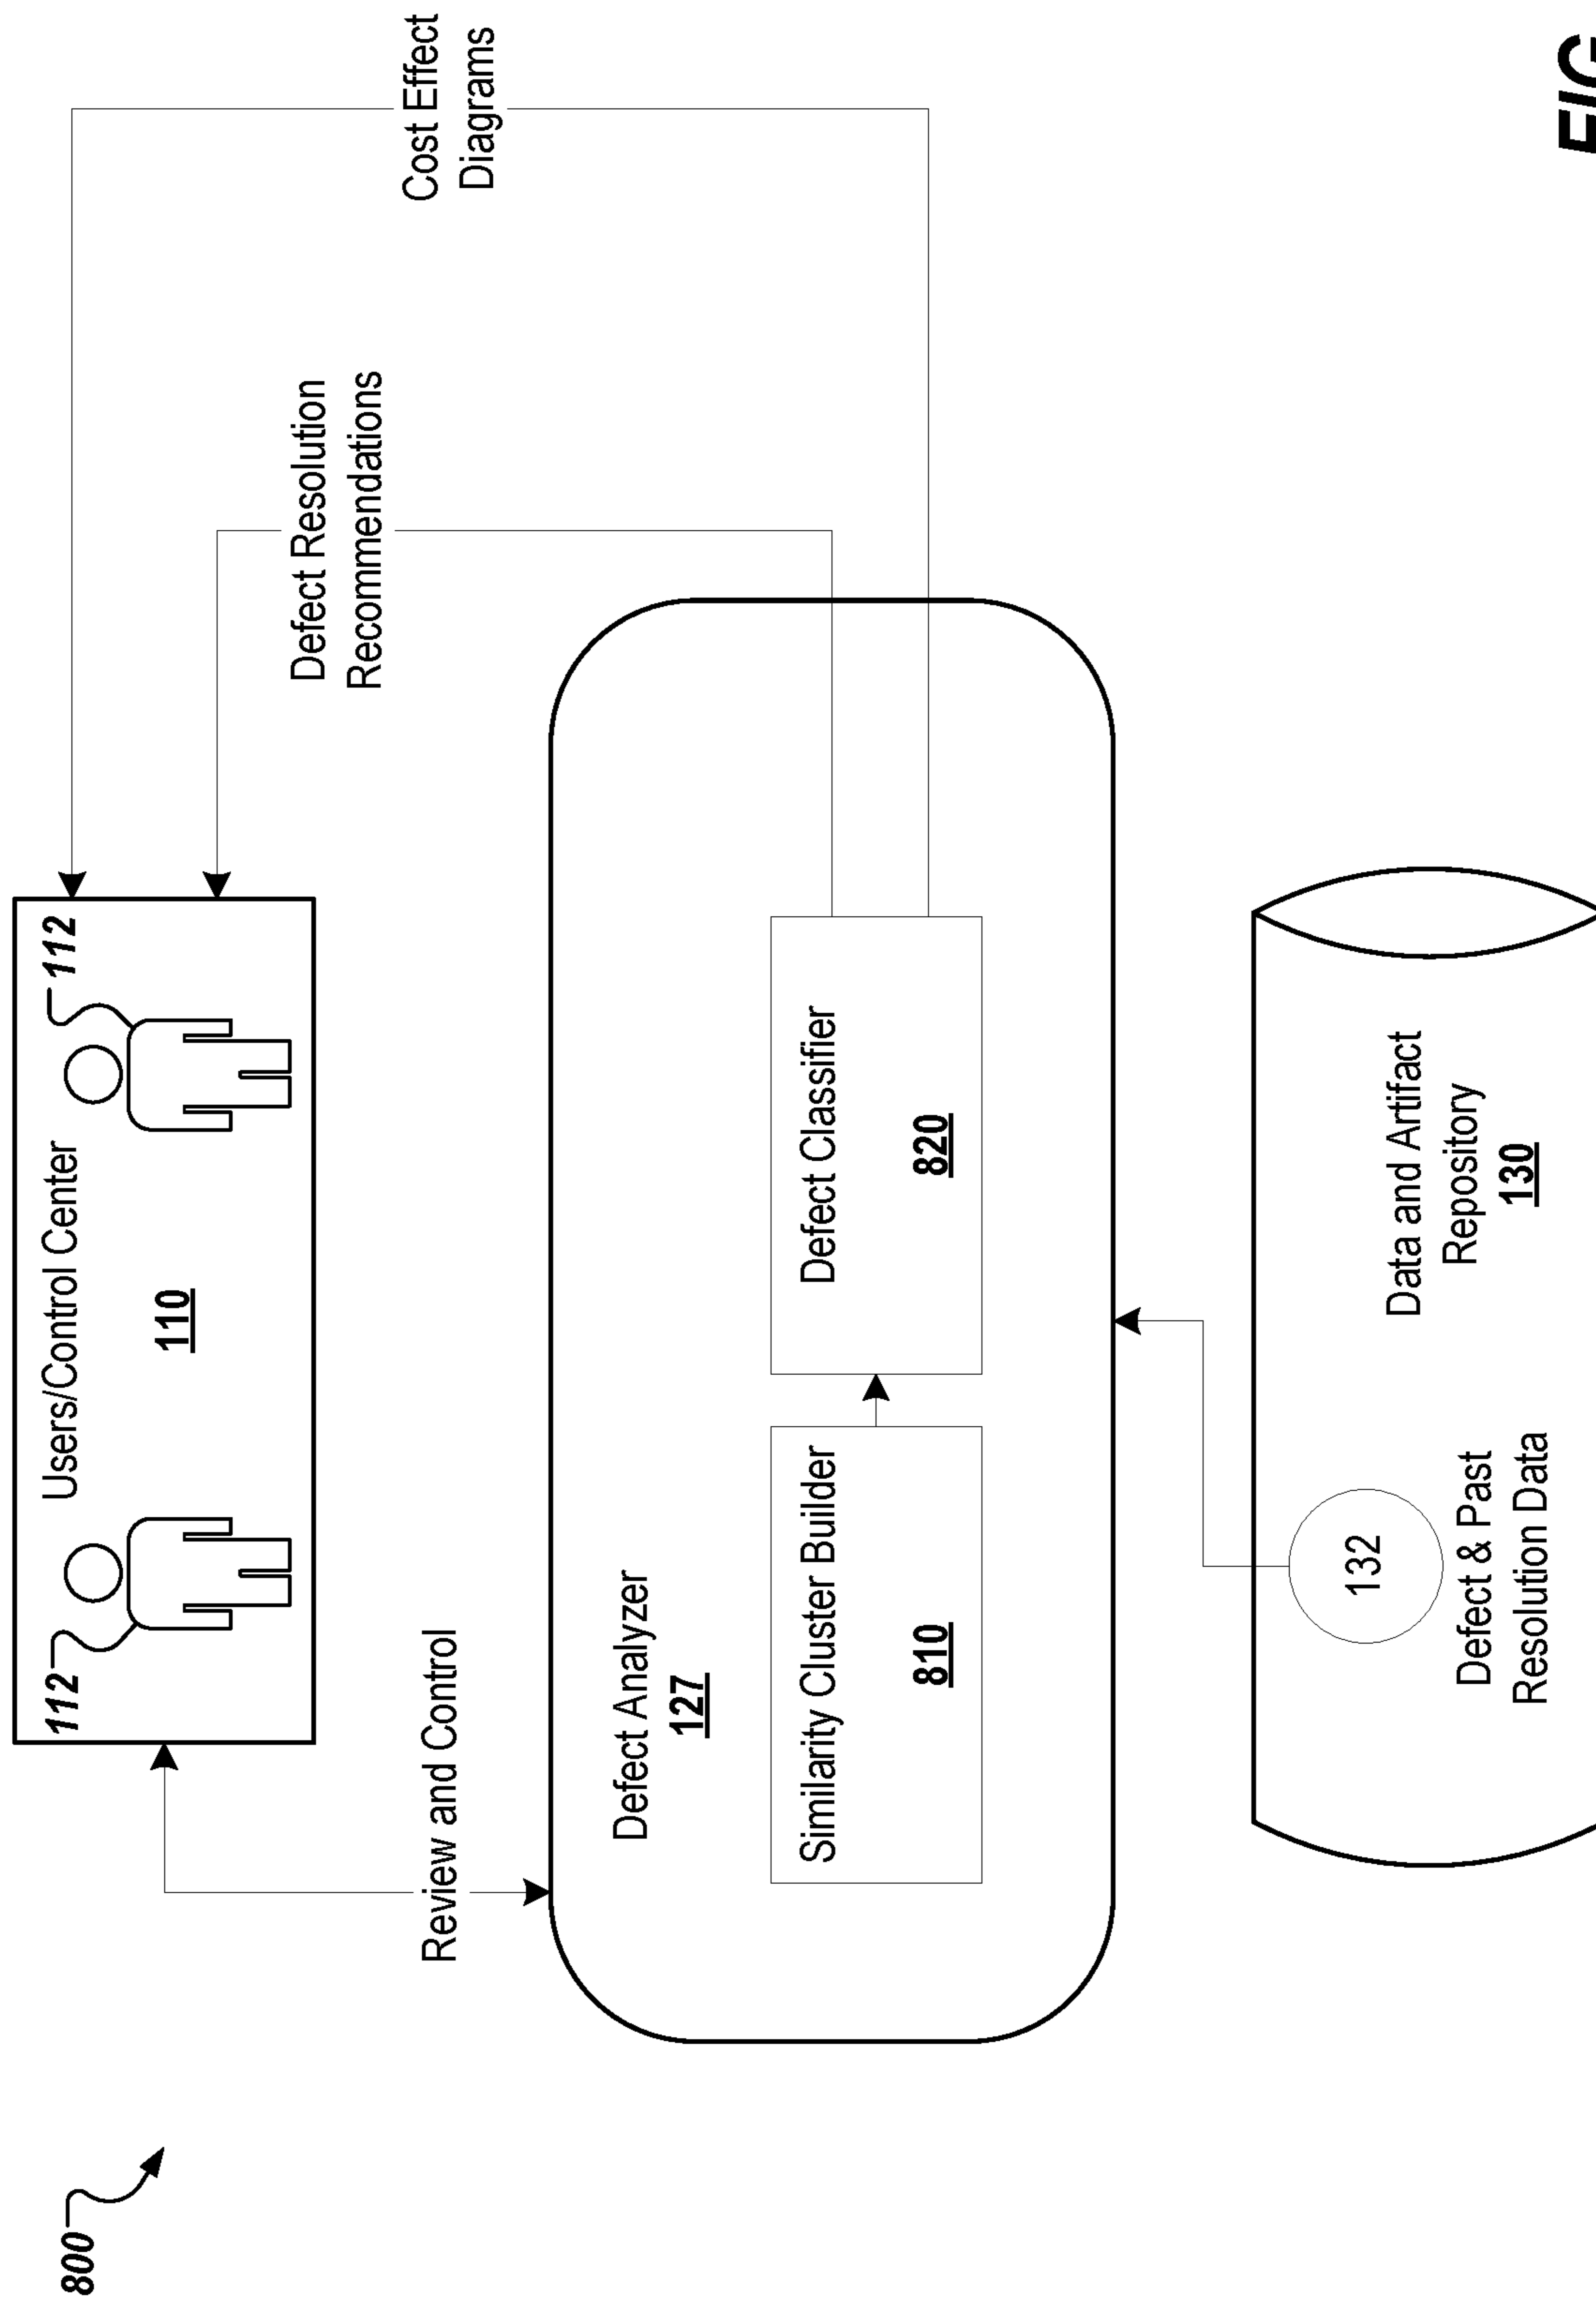 800
Users/Control Center
112
112
110
Review and Control
Defect Resolution
Recommendations
Cost Effect
Diagrams
Defect Analyzer
127
Similarity Cluster Builder
810
Defect Classifier
820
132
Defect & Past
Resolution Data
Data and Artifact
Repository
130
FIG